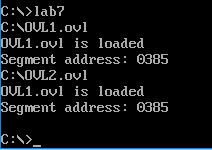 C:\>lab7
C:\OVL1.ovl
OVL1.ovl is loaded
Segment address: 0385
C:\OVL2.ovl
OVL1.ovl is loaded
Segment address: 0385
C:\>_